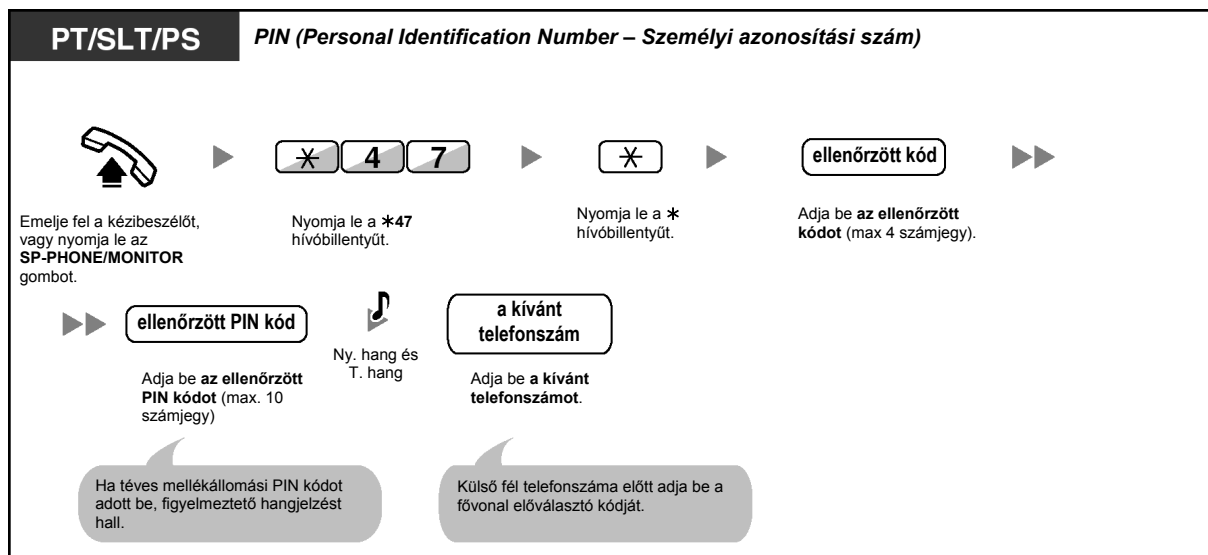 PT/SLT/PS
PIN (Personal Identification Number – Személyi azonosítási szám)
✳ 4 7
✳
ellenőrzött kód
Emelje fel a kézibeszélőt,
vagy nyomja le az
SP-PHONE/MONITOR
gombot.
Nyomja le a ✳47
hívóbillentyűt.
Nyomja le a ✳
hívóbillentyűt.
Adja be az ellenőrzött
kódot (max 4 számjegy).
ellenőrzött PIN kód
Ny. hang és
T. hang
a kívánt
telefonszám
Adja be az ellenőrzött
PIN kódot (max. 10
számjegy)
Adja be a kívánt
telefonszámot.
Ha téves mellékállomási PIN kódot
adott be, figyelmeztető hangjelzést
hall.
Külső fél telefonszáma előtt adja be a
fővonal előválasztó kódját.